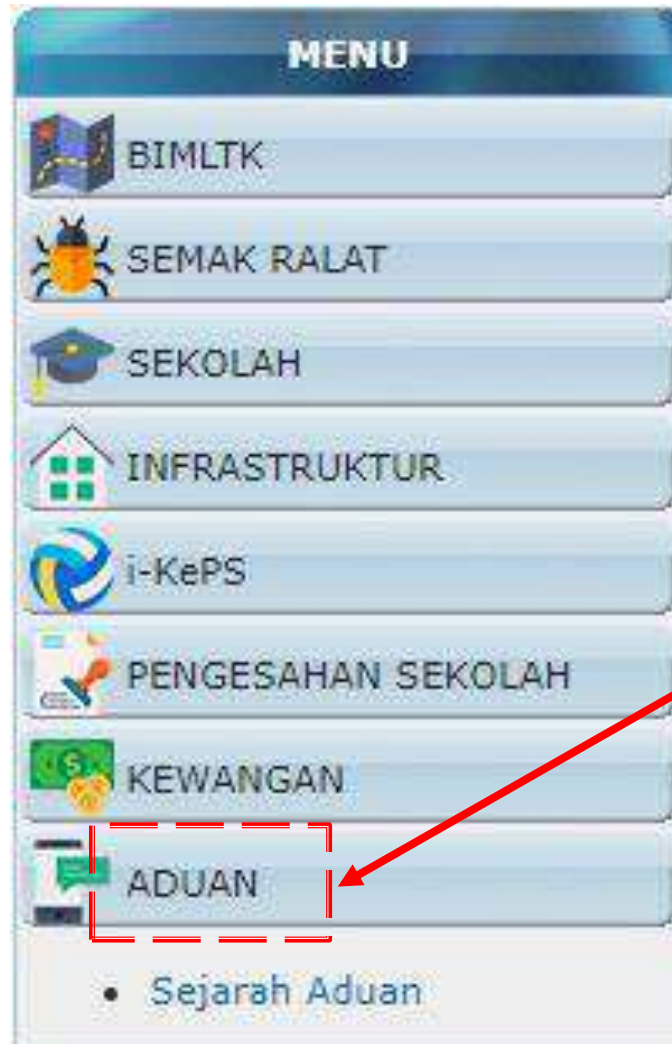 MENU
BIMLTK
SEMAK RALAT
SEKOLAH
INFRASTRUKTUR
i-KePS
PENGESAHAN SEKOLAH
KEWANGAN
ADUAN
• Sejarah Aduan